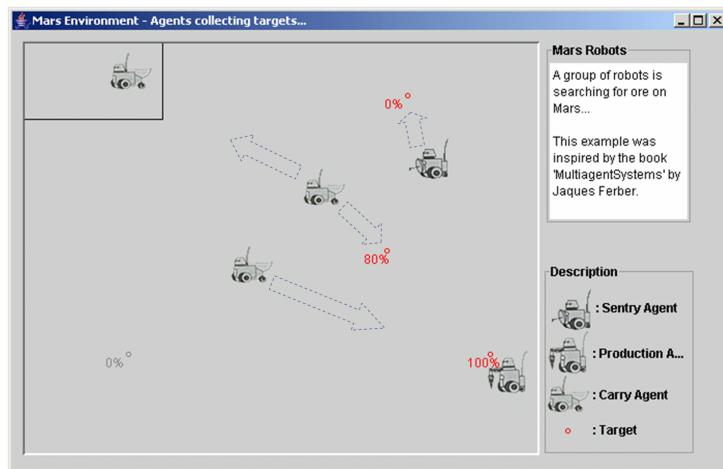 Mars Environment - Agents collecting targets...
0%
80%
0%
100%
Mars Robots
A group of robots is
searching for ore on
Mars...
This example was
inspired by the book
'MultiagentSystems' by
Jaques Ferber.
Description
: Sentry Agent
: Production A...
: Carry Agent
: Target